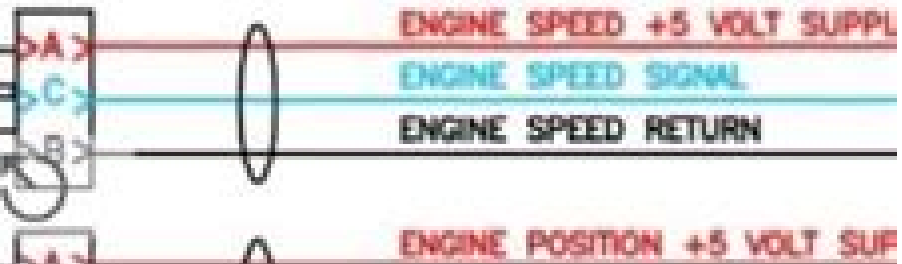 A ENGINE SPEED +5 VOLT SUPPL
C ENGINE SPEED SIGNAL
B ENGINE SPEED RETURN
A ENGINE POSITION +5 VOLT SUP